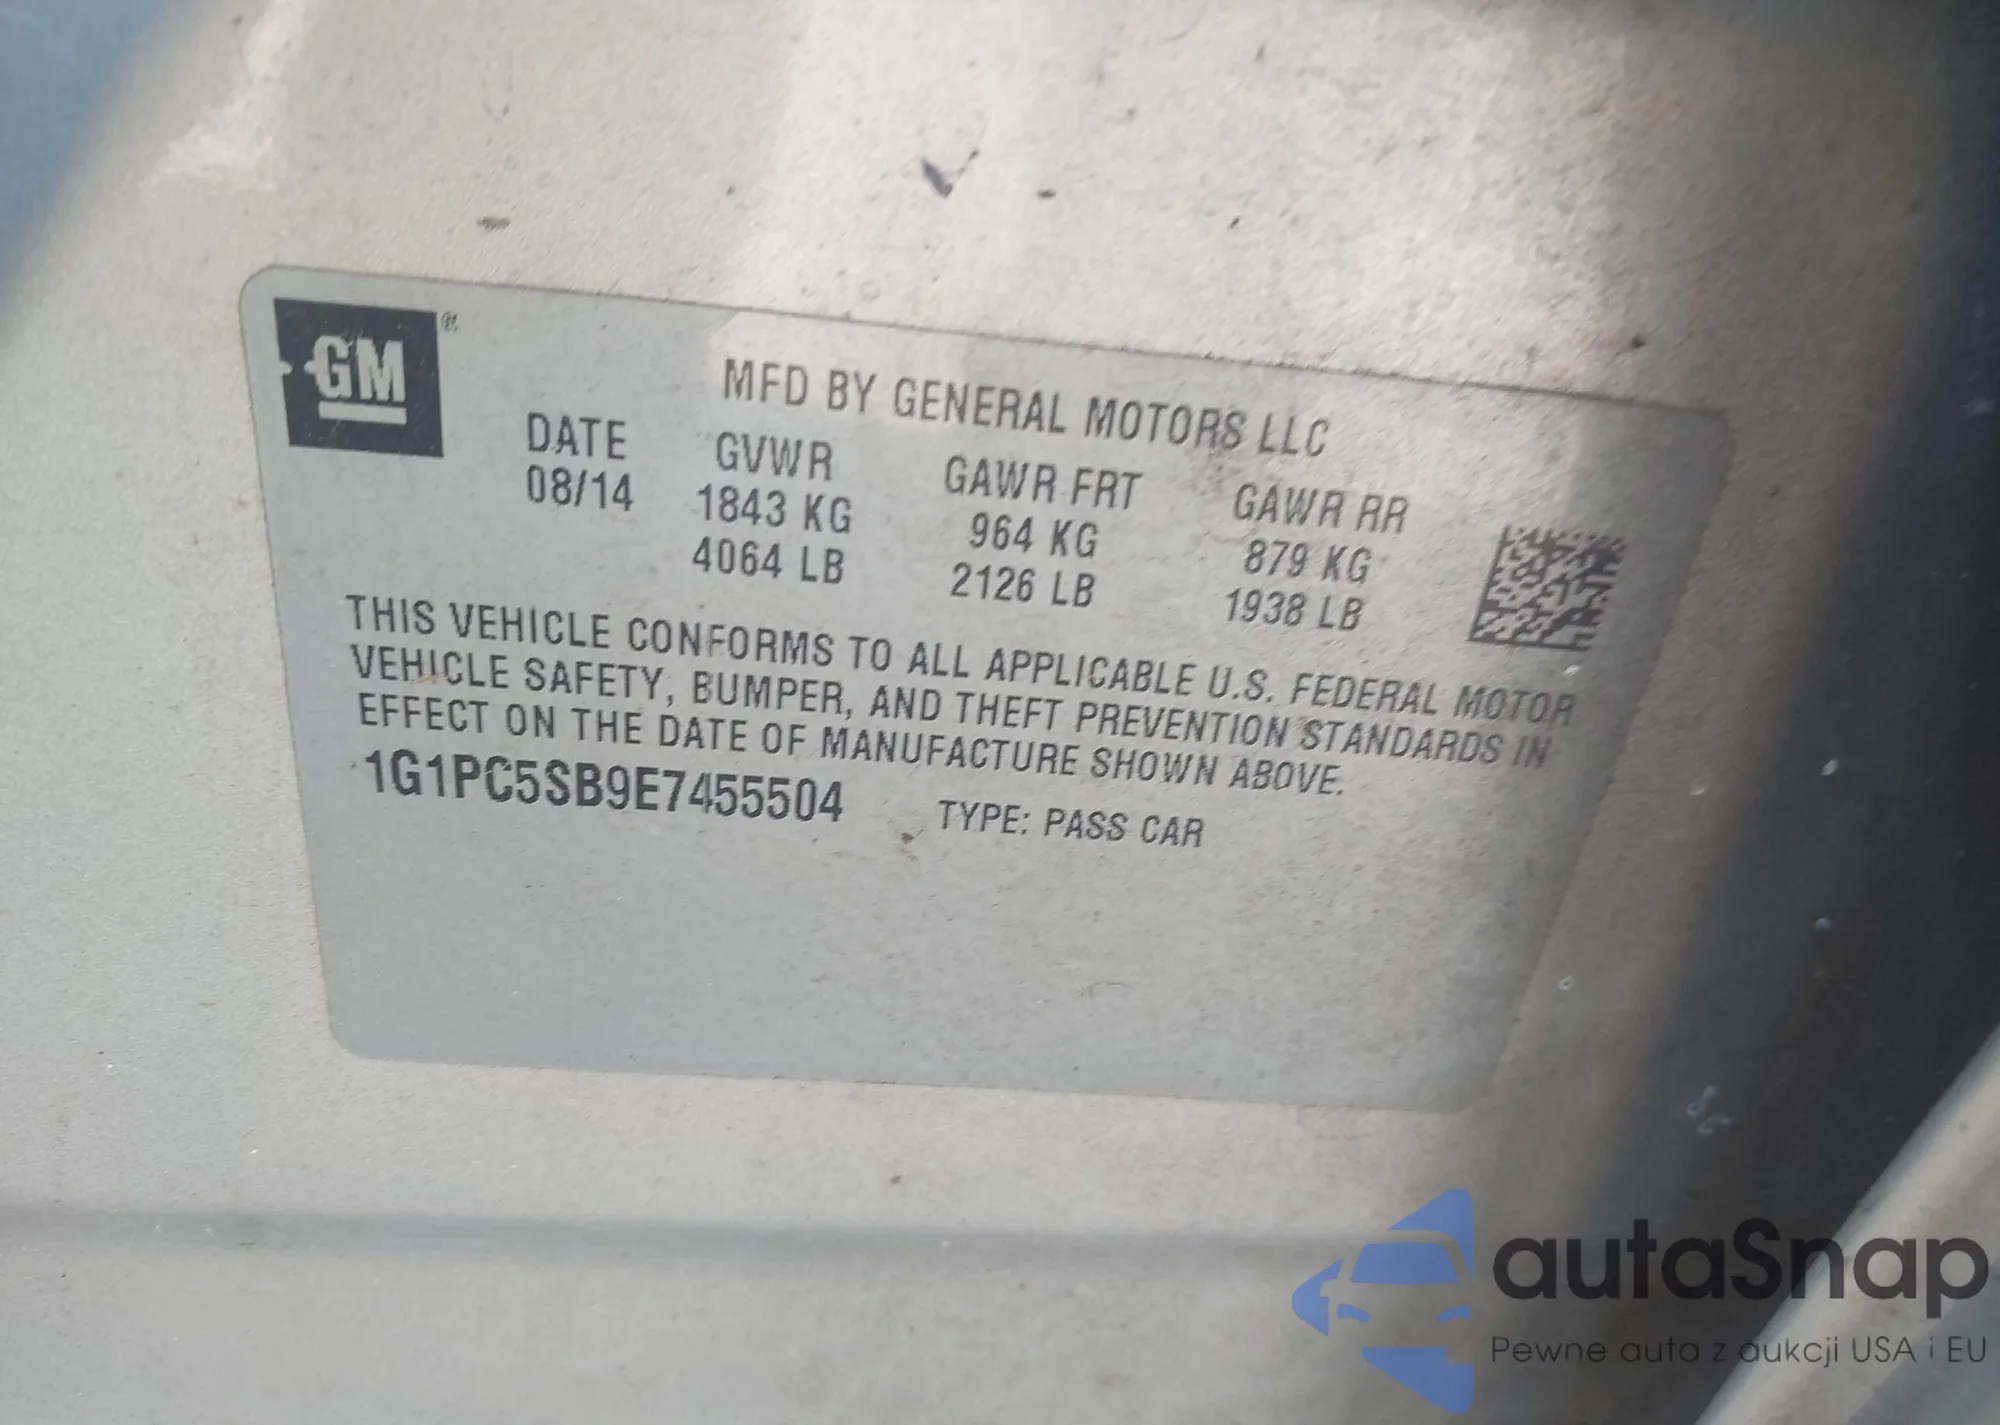 GM®
MFD BY GENERAL MOTORS LLC
DATE GVWR GAWR FRT GAWR RR
08/14 1843 KG 964 KG 879 KG
4064 LB 2126 LB 1938 LB
THIS VEHICLE CONFORMS TO ALL APPLICABLE U.S. FEDERAL MOTOR
VEHICLE SAFETY, BUMPER, AND THEFT PREVENTION STANDARDS IN
EFFECT ON THE DATE OF MANUFACTURE SHOWN ABOVE.
1G1PC5SB9E7455504 TYPE: PASS CAR
autaSnap
Pewne auta z aukcji USA i EU